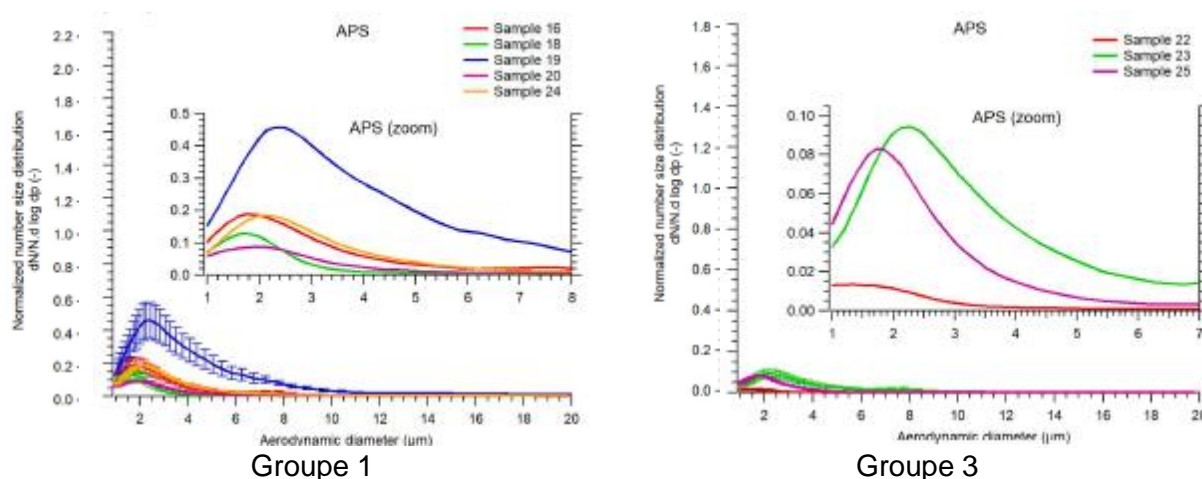 APS
Sample 16
Sample 18
Sample 19
Sample 20
Sample 24
Normalized number size distribution
dN/N.d log dp (-)
2.2
2.0
1.8
1.6
1.4
1.2
1.0
0.8
0.6
0.4
0.2
0.0
APS (zoom)
0.5
0.4
0.3
0.2
0.1
0.0
1 2 3 4 5 6 7 8
2 4 6 8 10 12 14 16 18 20
Aerodynamic diameter (µm)
Groupe 1
APS
Sample 22
Sample 23
Sample 25
Normalized number size distribution
dN/N.d log dp (-)
1.8
1.6
1.4
1.2
1.0
0.8
0.6
0.4
0.2
0.0
APS (zoom)
0.10
0.08
0.06
0.04
0.02
0.00
1 2 3 4 5 6 7
2 4 6 8 10 12 14 16 18 20
Aerodynamic diameter (µm)
Groupe 3